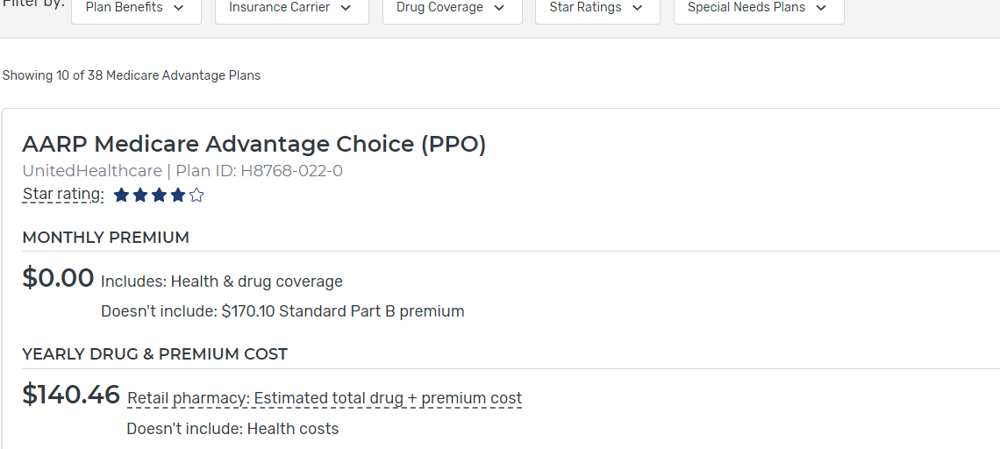 Filter by:
Plan Benefits
Insurance Carrier
Drug Coverage
Star Ratings
Special Needs Plans
Showing 10 of 38 Medicare Advantage Plans
AARP Medicare Advantage Choice (PPO)
UnitedHealthcare | Plan ID: H8768-022-0
Star rating:
MONTHLY PREMIUM
$0.00 Includes: Health & drug coverage
Doesn't include: $170.10 Standard Part B premium
YEARLY DRUG & PREMIUM COST
$140.46 Retail pharmacy: Estimated total drug + premium cost
Doesn't include: Health costs